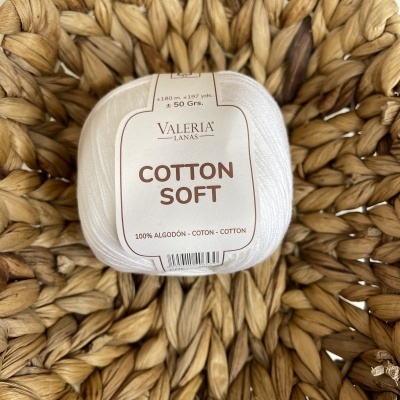 ±180 m. ±197 yds.
± 50 Grs.
VALERIA
LANAS
COTTON
SOFT
100% ALGODÓN - COTON - COTTON